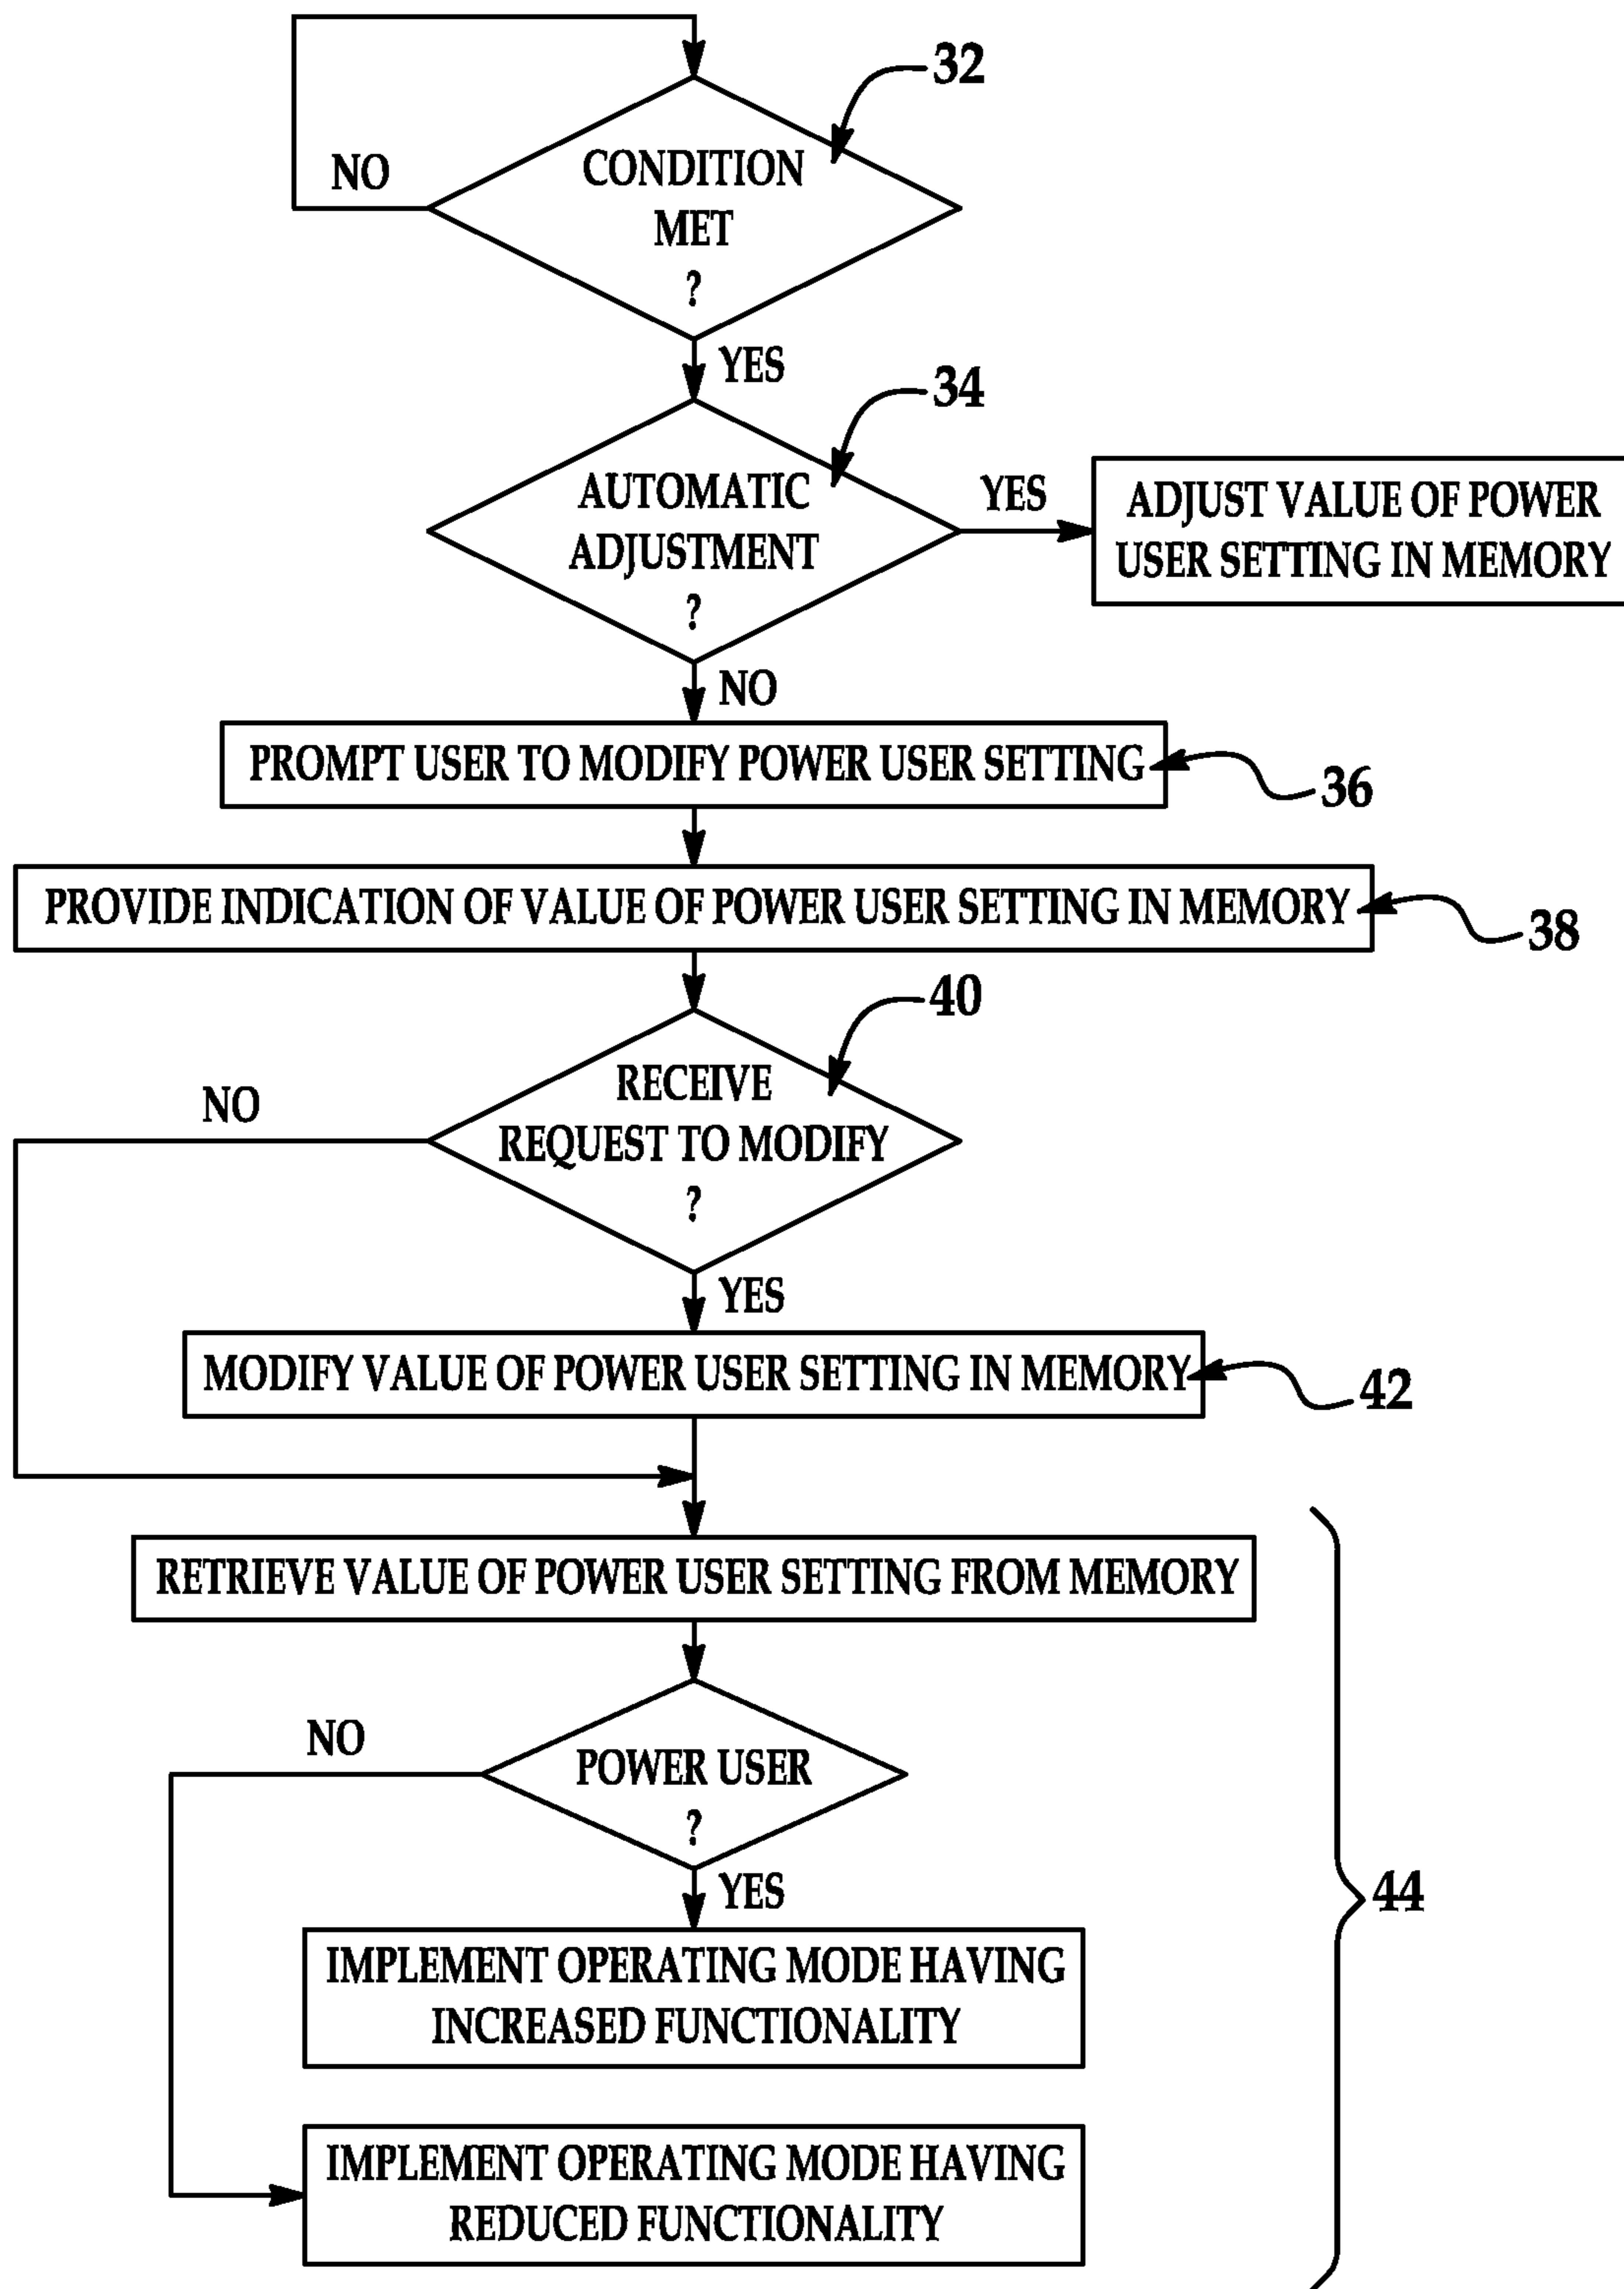 32
CONDITION
MET
?
NO
YES
34
AUTOMATIC
ADJUSTMENT
?
YES
ADJUST VALUE OF POWER
USER SETTING IN MEMORY
NO
PROMPT USER TO MODIFY POWER USER SETTING
36
PROVIDE INDICATION OF VALUE OF POWER USER SETTING IN MEMORY
38
40
RECEIVE
REQUEST TO MODIFY
?
NO
YES
MODIFY VALUE OF POWER USER SETTING IN MEMORY
42
RETRIEVE VALUE OF POWER USER SETTING FROM MEMORY
POWER USER
?
NO
YES
44
IMPLEMENT OPERATING MODE HAVING
INCREASED FUNCTIONALITY
IMPLEMENT OPERATING MODE HAVING
REDUCED FUNCTIONALITY